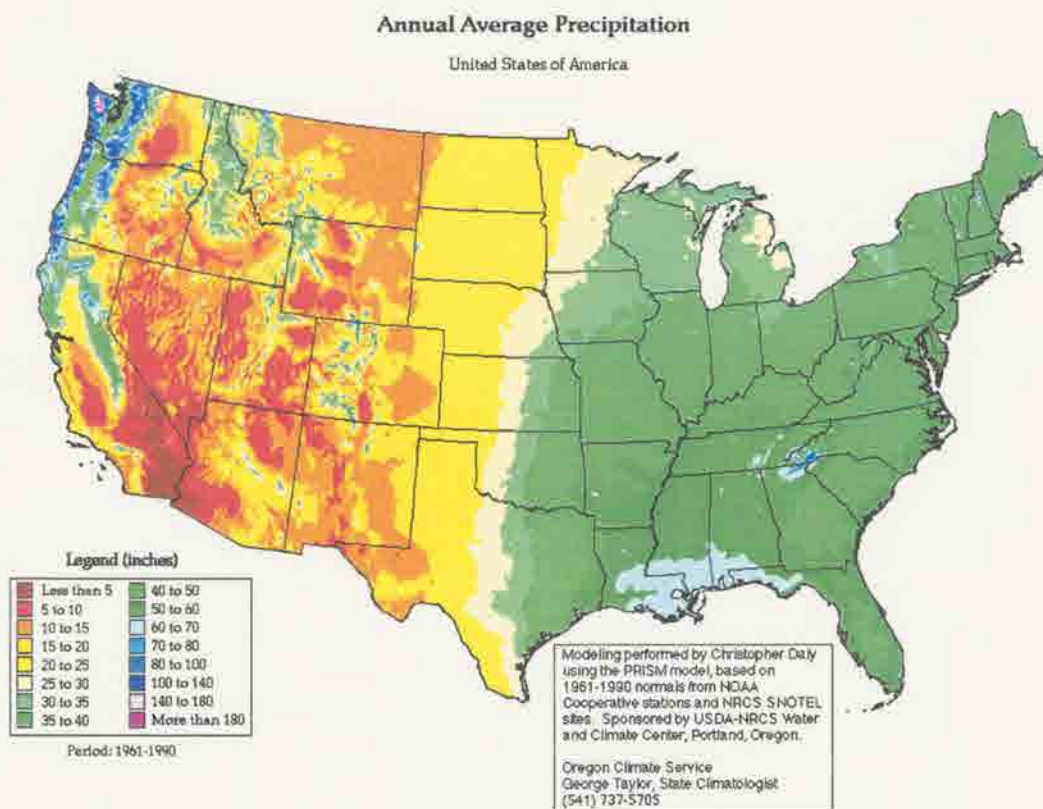 Annual Average Precipitation
United States of America
Legend (inches)
Less than 5
5 to 10
10 to 15
15 to 20
20 to 25
25 to 30
30 to 35
35 to 40
40 to 50
50 to 60
60 to 70
70 to 80
80 to 100
100 to 140
140 to 180
More than 180
Period: 1961-1990
Modeling performed by Christopher Daly
using the PRISM model, based on
1961-1990 normals from NOAA
Cooperative stations and NRCS SNOTEL
sites. Sponsored by USDA-NRCS Water
and Climate Center, Portland, Oregon.
Oregon Climate Service
George Taylor, State Climatologist
(541) 737-5705